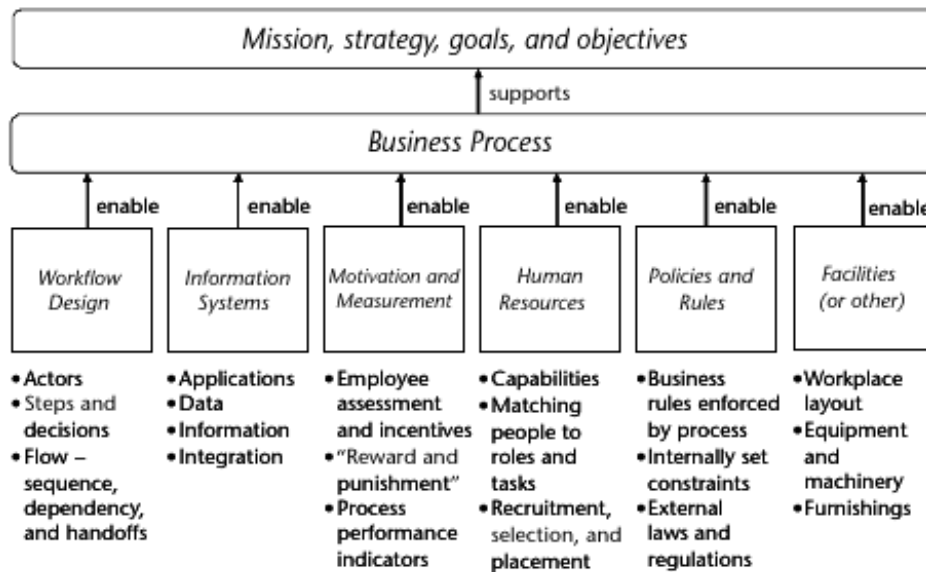 Mission, strategy, goals, and objectives
supports
Business Process
enable
enable
enable
enable
enable
enable
Workflow
Design
Information
Systems
Motivation and
Measurement
Human
Resources
Policies and
Rules
Facilities
(or other)
• Actors
• Steps and
decisions
• Flow –
sequence,
dependency,
and handoffs
• Applications
• Data
• Information
• Integration
• Employee
assessment
and incentives
• “Reward and
punishment”
• Process
performance
indicators
• Capabilities
• Matching
people to
roles and
tasks
• Recruitment,
selection, and
placement
• Business
rules enforced
by process
• Internally set
constraints
• External
laws and
regulations
• Workplace
layout
• Equipment
and
machinery
• Furnishings